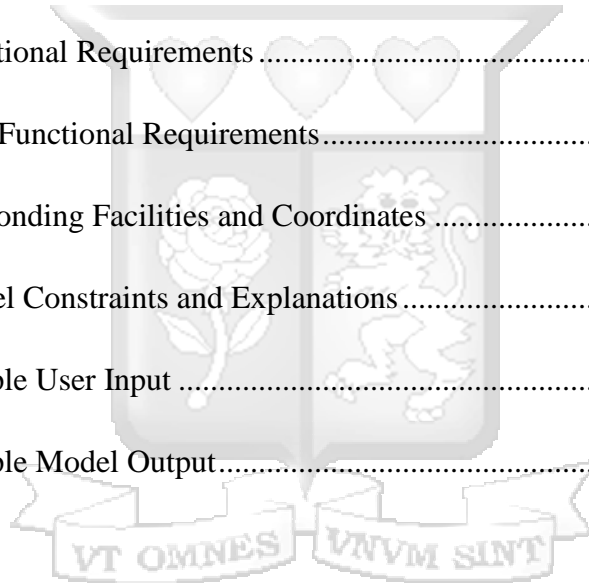 tional Requirements ................................................
Functional Requirements ................................................
onding Facilities and Coordinates ............................
el Constraints and Explanations ................................
ple User Input ................................................................
ple Model Output ........................................................
VT OMNES VNVM SINT